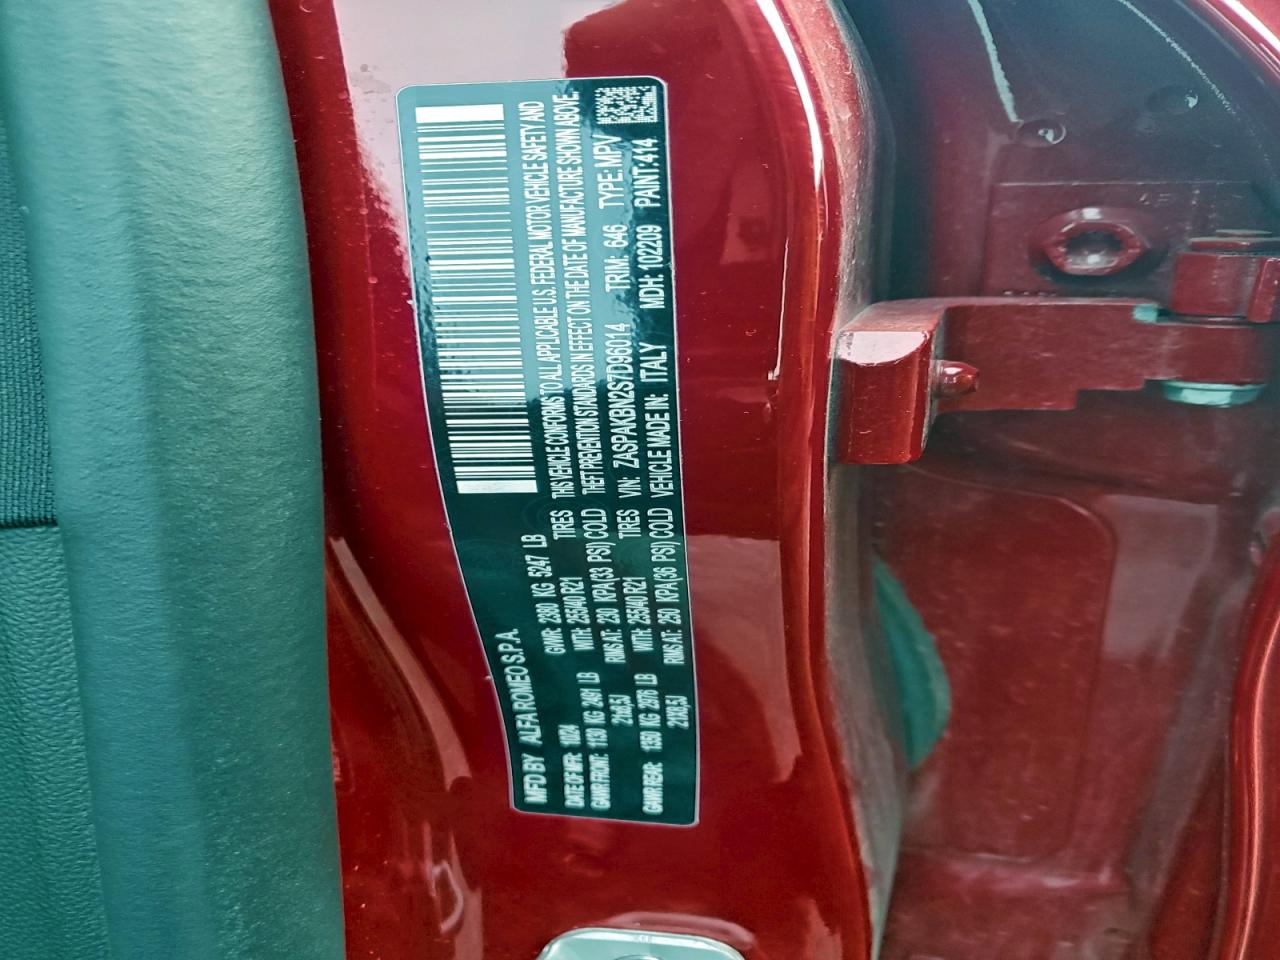 MFD BY ALFA ROMEO S.P.A.
DATE OF MFR: 10/24 GVWR: 2380 KG 5247 LB
GAWR FRONT: 1130 KG 2491 LB WITH: 255/40 R21 TIRES
21x8,5J RIMS AT: 230 KPA(33 PSI) COLD
GAWR REAR: 1350 KG 2976 LB WITH: 255/40 R21 TIRES
21X8,5J RIMS AT: 250 KPA(36 PSI) COLD
THIS VEHICLE CONFORMS TO ALL APPLICABLE U.S. FEDERAL MOTOR VEHICLE SAFETY AND
THEFT PREVENTION STANDARDS IN EFFECT ON THE DATE OF MANUFACTURE SHOWN ABOVE.
VIN: ZASPAKBN2S7D96014 TRIM: 646 TYPE: MPV
VEHICLE MADE IN: ITALY MDH: 102209 PAINT: 414